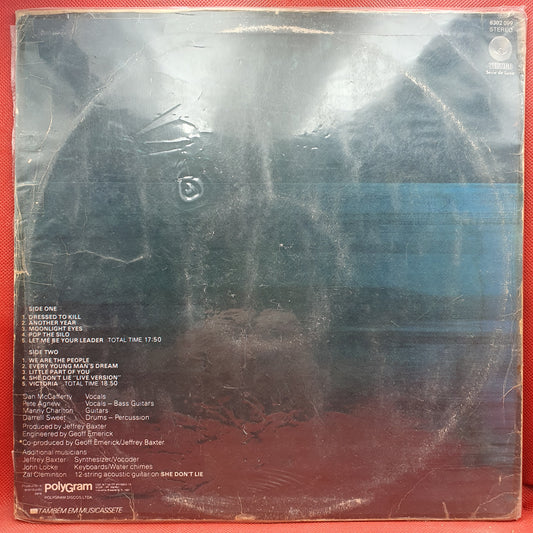 6302 099
STEREO
vertigo
Série de Luxo
SIDE ONE
1. DRESSED TO KILL
2. ANOTHER YEAR
3. MOONLIGHT EYES
4. POP THE SILO
5. LET ME BE YOUR LEADER TOTAL TIME 17:50
SIDE TWO
1. WE ARE THE PEOPLE
2. EVERY YOUNG MAN'S DREAM
3. LITTLE PART OF YOU
4. SHE DON'T LIE "LIVE VERSION"
5. VICTORIA TOTAL TIME 18:50
Dan McCafferty Vocals
Pete Agnew Vocals – Bass Guitars
Manny Charlton Guitars
Darrell Sweet Drums – Percussion
Produced by Jeffrey Baxter
Engineered by Geoff Emerick
*Co-produced by Geoff Emerick/Jeffrey Baxter
Additional musicians
Jeffrey Baxter Synthesizer/Vocoder
John Locke Keyboards/Water chimes
Zal Cleminson 12-string acoustic guitar on SHE DON'T LIE
polyGram
POLYGRAM DISCOS LTDA.
TAMBÉM EM MUSICASSETE